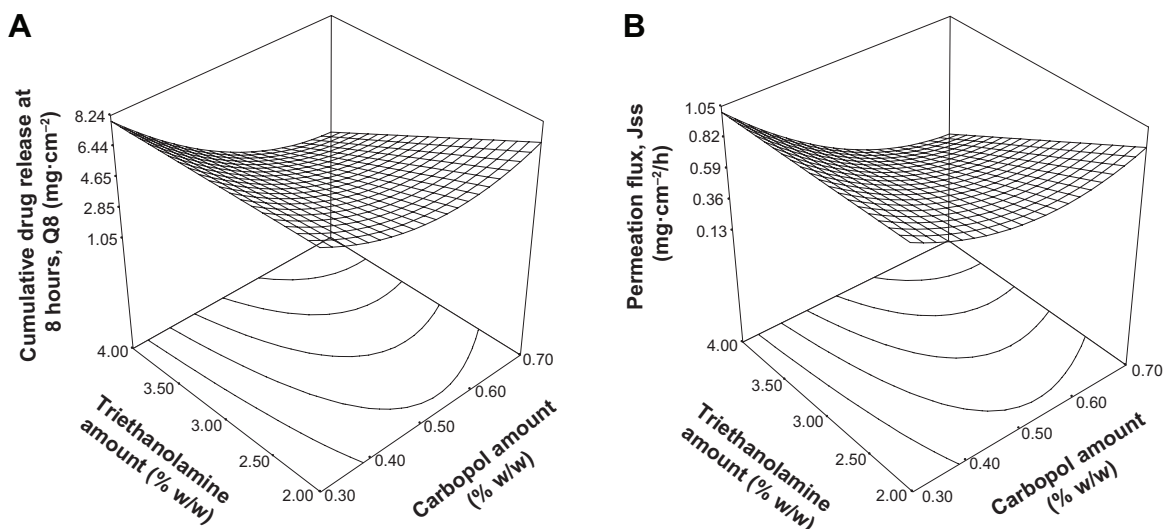 A
Cumulative drug release at
8 hours, Q8 (mg·cm⁻²)
8.24
6.44
4.65
2.85
1.05
4.00
3.50
3.00
2.50
2.00
Triethanolamine
amount (% w/w)
0.30
0.40
0.50
0.60
0.70
Carbopol amount
(% w/w)
B
Permeation flux, Jss
(mg·cm⁻²/h)
1.05
0.82
0.59
0.36
0.13
4.00
3.50
3.00
2.50
2.00
Triethanolamine
amount (% w/w)
0.30
0.40
0.50
0.60
0.70
Carbopol amount
(% w/w)